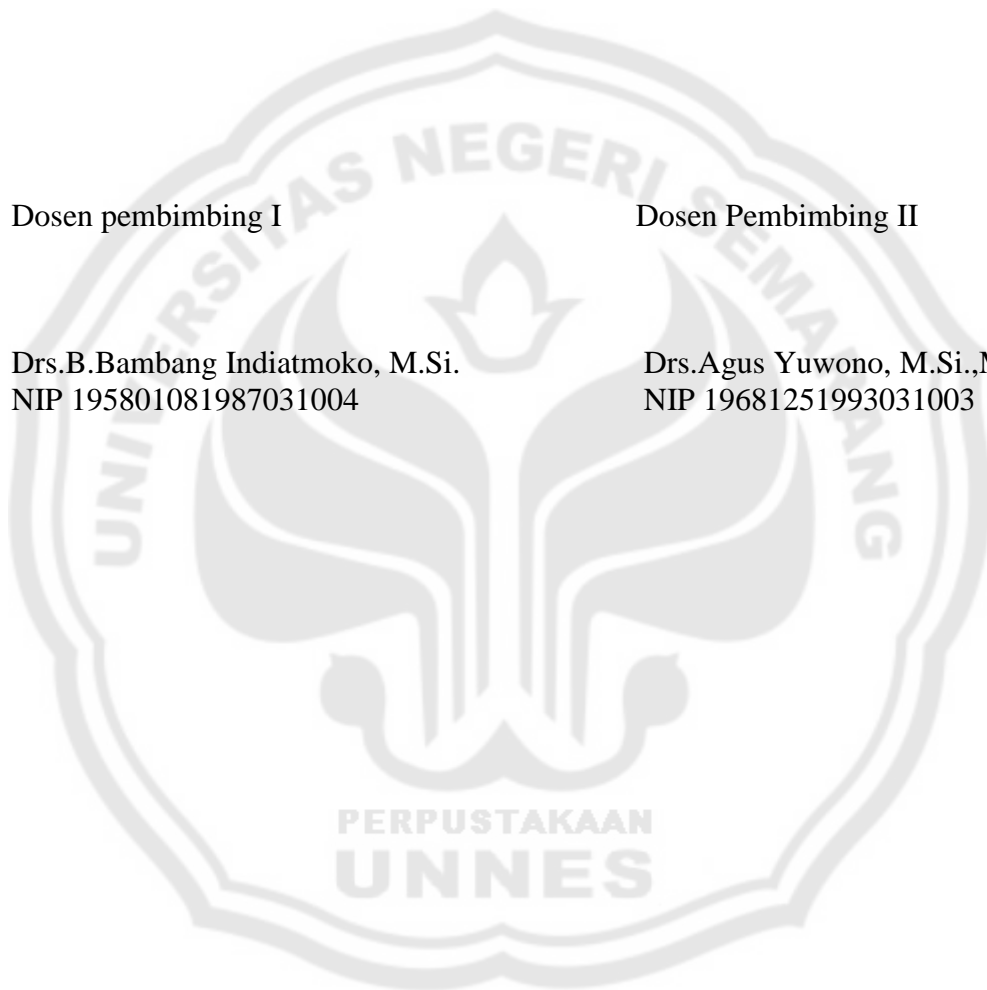 UNIVERSITAS NEGERI SEMARANG
Dosen pembimbing I
Dosen Pembimbing II
Drs.B.Bambang Indiatmoko, M.Si.
NIP 195801081987031004
Drs.Agus Yuwono, M.Si.,
NIP 19681251993031003
PERPUSTAKAAN
UNNES